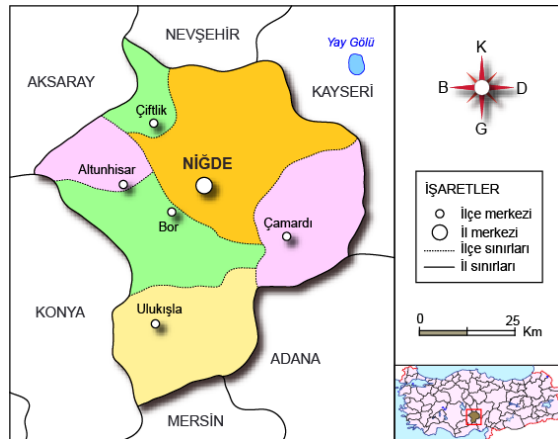 NEVŞEHİR
Yay Gölü
AKSARAY
KAYSERİ
Çiftlik
Altunhisar
NİĞDE
Bor
Çamardı
KONYA
Ulukışla
ADANA
MERSİN
K
B
D
G
İŞARETLER
İlçe merkezi
İl merkezi
İlçe sınırları
İl sınırları
0 25
Km